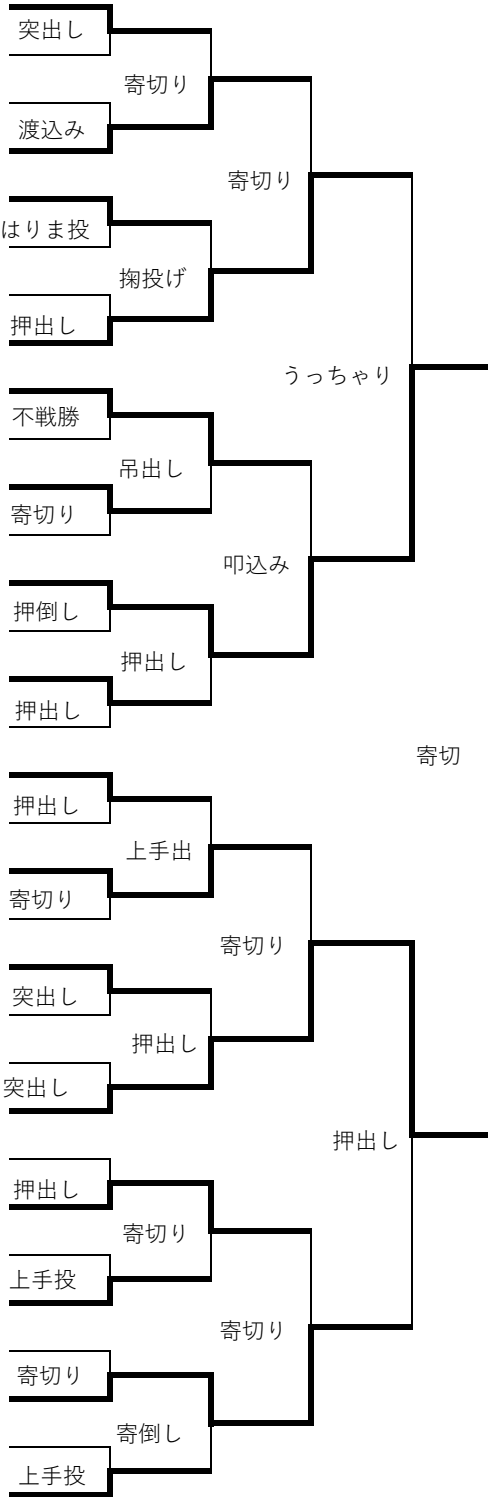 突出し
寄切り
渡込み
寄切り
はりま投
掬投げ
押出し
うっちゃり
不戦勝
吊出し
寄切り
叩込み
押倒し
押出し
押出し
寄切
押出し
上手出
寄切り
寄切り
突出し
押出し
突出し
押出し
押出し
寄切り
上手投
寄切り
寄切り
寄倒し
上手投